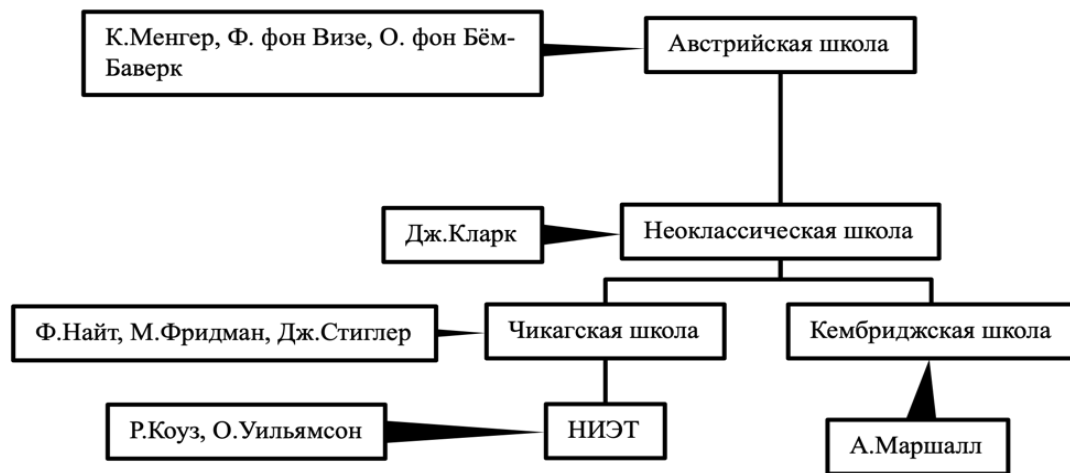 К.Менгер, Ф. фон Визе, О. фон Бём-
Баверк
Австрийская школа
Дж.Кларк
Неоклассическая школа
Ф.Найт, М.Фридман, Дж.Стиглер
Чикагская школа
Кембриджская школа
Р.Коуз, О.Уильямсон
НИЭТ
А.Маршалл